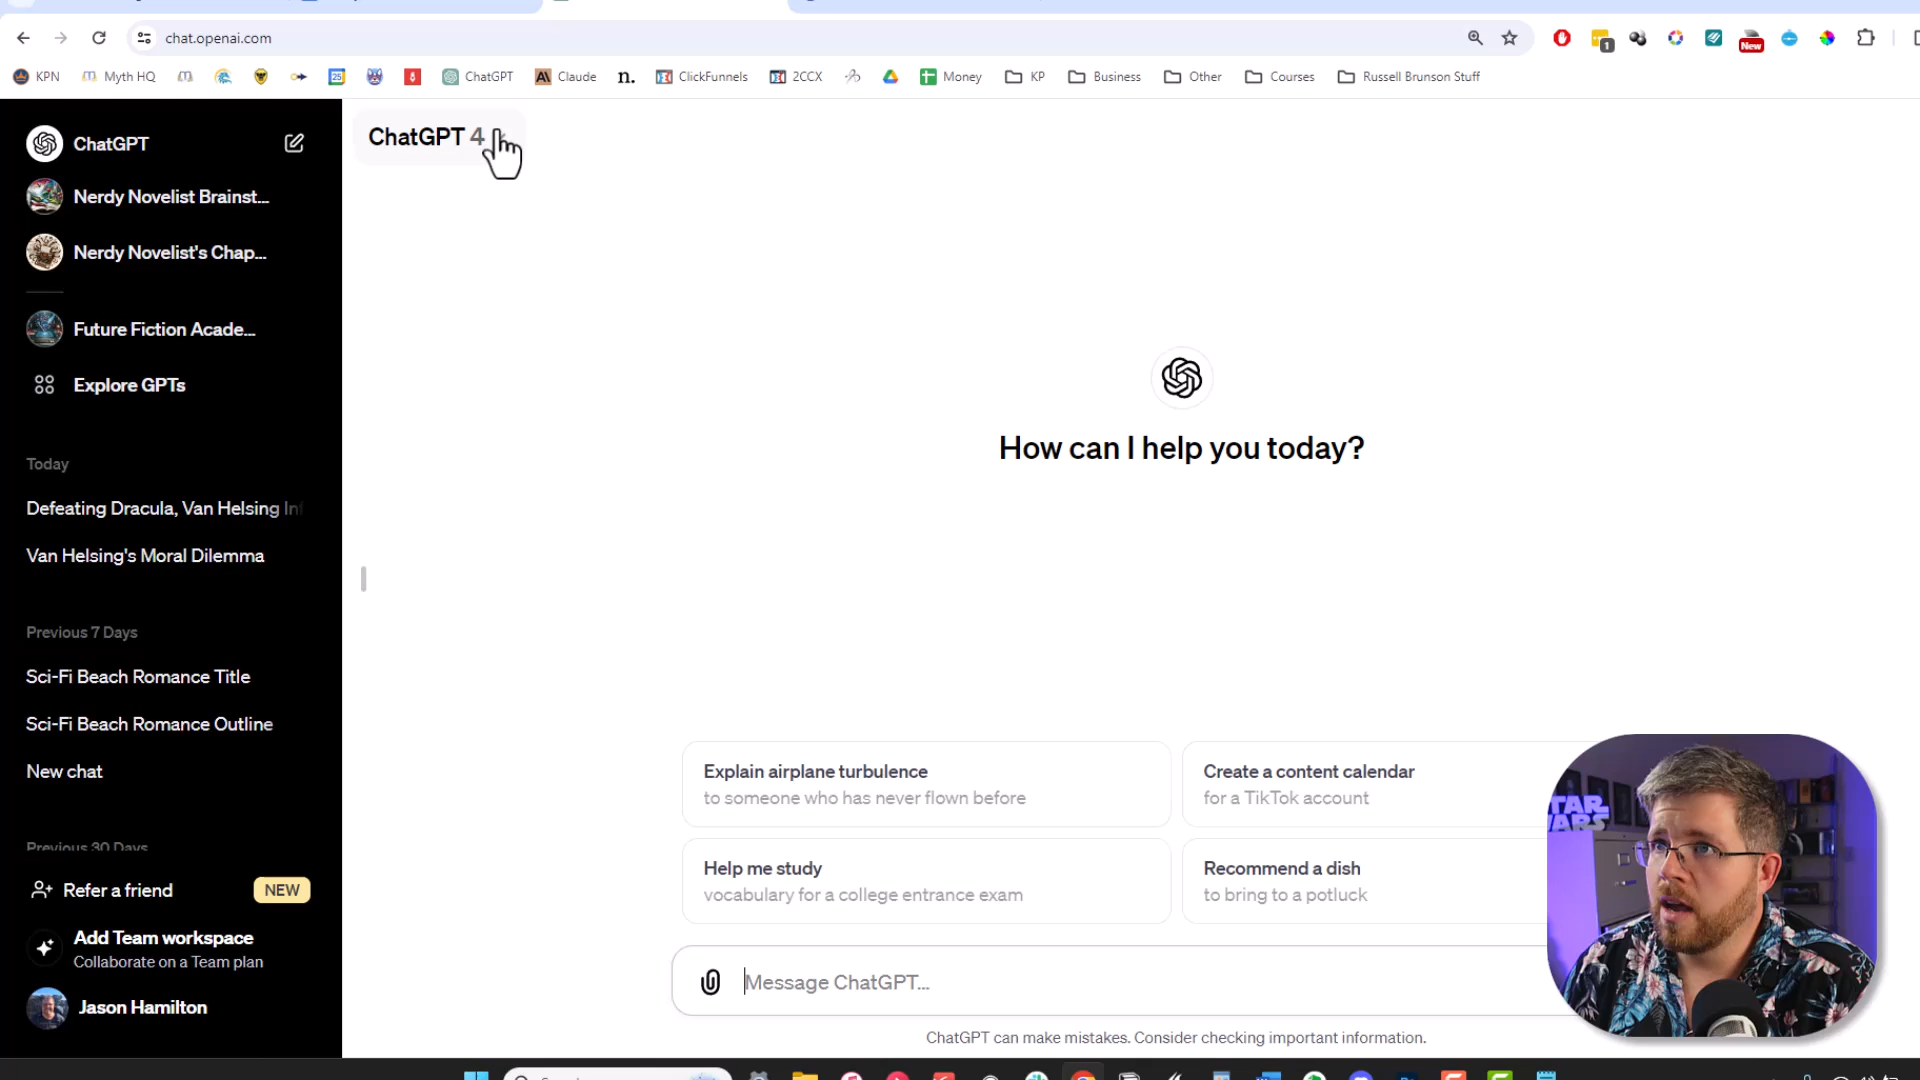 chat.openai.com
1
New
KPN
Myth HQ
25
ChatGPT
Claude
n.
ClickFunnels
2CCX
Money
KP
Business
Other
Courses
Russell Brunson Stuff
ChatGPT
ChatGPT 4
Nerdy Novelist Brainst...
Nerdy Novelist's Chap...
Future Fiction Acade...
Explore GPTs
Today
Defeating Dracula, Van Helsing In
Van Helsing's Moral Dilemma
Previous 7 Days
Sci-Fi Beach Romance Title
Sci-Fi Beach Romance Outline
New chat
Previous 30 Days
Refer a friend
NEW
Add Team workspace
Collaborate on a Team plan
Jason Hamilton
How can I help you today?
Explain airplane turbulence
to someone who has never flown before
Create a content calendar
for a TikTok account
Help me study
vocabulary for a college entrance exam
Recommend a dish
to bring to a potluck
Message ChatGPT...
ChatGPT can make mistakes. Consider checking important information.
STAR
WARS